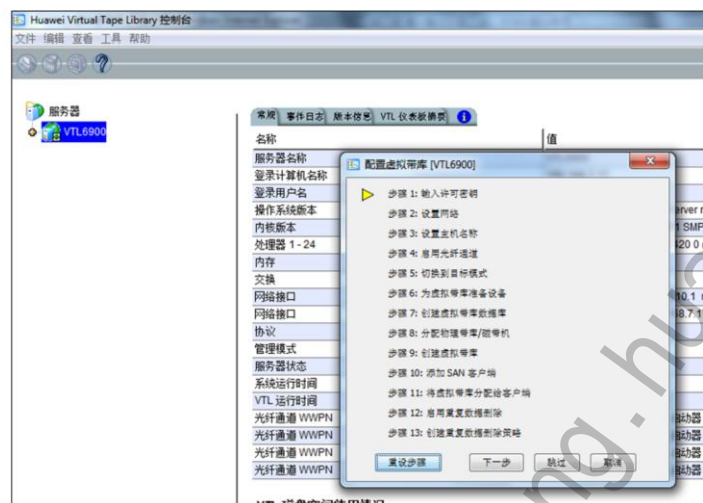 Huawei Virtual Tape Library 控制台
文件 编辑 查看 工具 帮助
服务器
VTL6900
常规 事件日志 版本信息 VTL 仪表板摘要
名称 值
服务器名称
登录计算机名称
登录用户名
操作系统版本
内核版本
处理器 1 - 24
内存
交换
网络接口
网络接口
协议
管理模式
服务器状态
系统运行时间
VTL 运行时间
光纤通道 WWPN
光纤通道 WWPN
光纤通道 WWPN
光纤通道 WWPN
配置虚拟带库 [VTL6900]
步骤 1: 输入许可密钥
步骤 2: 设置网络
步骤 3: 设置主机名称
步骤 4: 启用光纤通道
步骤 5: 切换到目标模式
步骤 6: 为虚拟带库准备设备
步骤 7: 创建虚拟带库数据库
步骤 8: 分配物理带库/磁带机
步骤 9: 创建虚拟带库
步骤 10: 添加 SAN 客户端
步骤 11: 将虚拟带库分配给客户端
步骤 12: 启用重复数据删除
步骤 13: 创建重复数据删除策略
重设步骤 下一步 跳过 取消